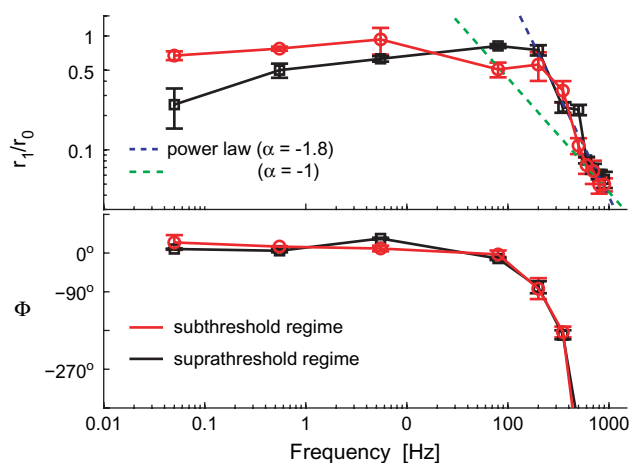 1
0.5
0.1
r1/r0
power law (α = -1.8)
(α = -1)
0°
−90°
−270°
Φ
subthreshold regime
suprathreshold regime
0.01
0.1
1
0
100
1000
Frequency [Hz]